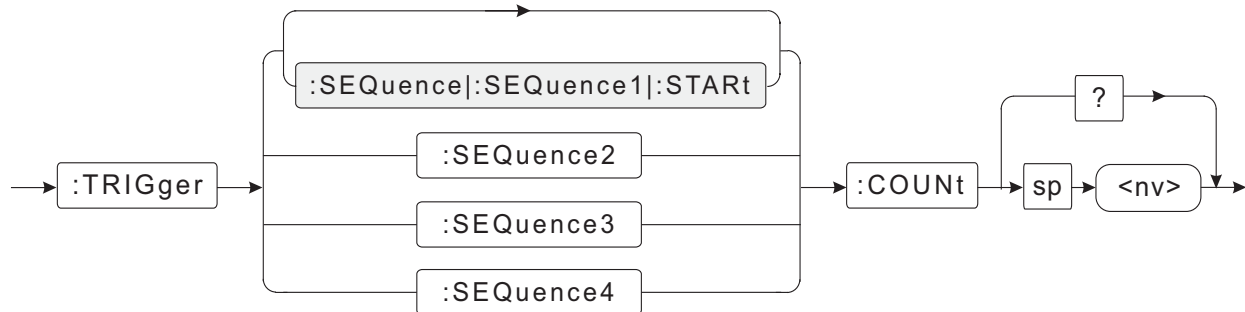 :SEQuence|:SEQuence1|:STARt
?
:SEQuence2
:TRIGger
:COUNt
sp
<nv>
:SEQuence3
:SEQuence4